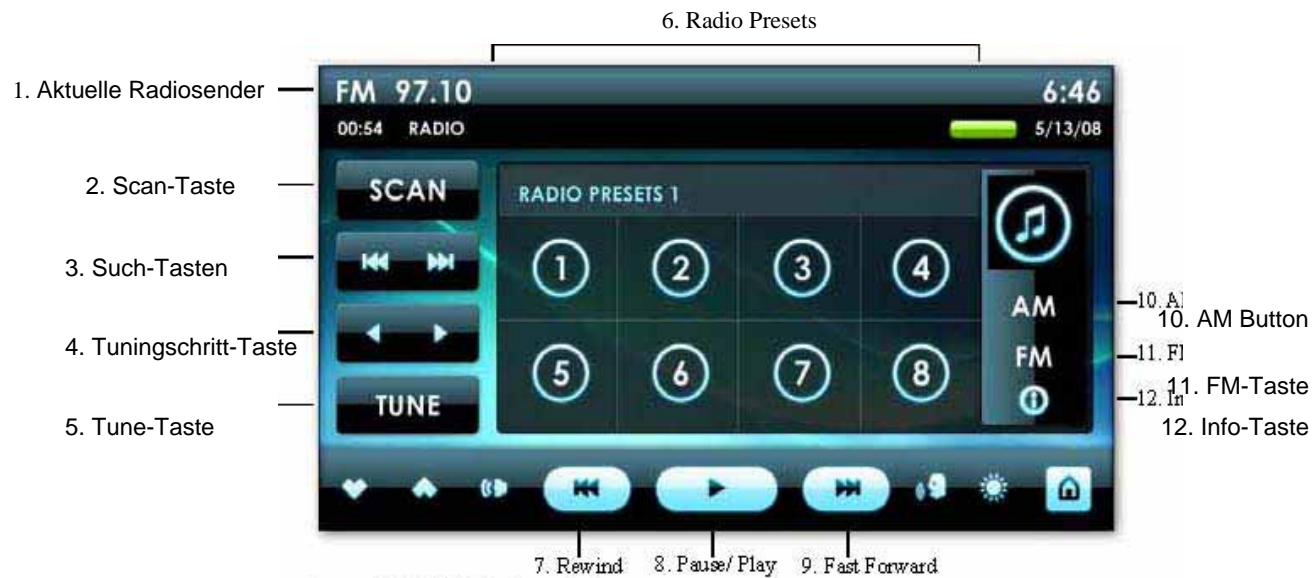 6. Radio Presets
1. Aktuelle Radiosender
FM 97.10
6:46
00:54 RADIO
5/13/08
2. Scan-Taste
SCAN
RADIO PRESETS 1
3. Such-Tasten
1 2 3 4
AM
10. A
10. AM Button
4. Tuningschritt-Taste
5 6 7 8
FM
11. F
11. FM-Taste
TUNE
12. I
5. Tune-Taste
12. Info-Taste
7. Rewind
8. Pause/ Play
9. Fast Forward